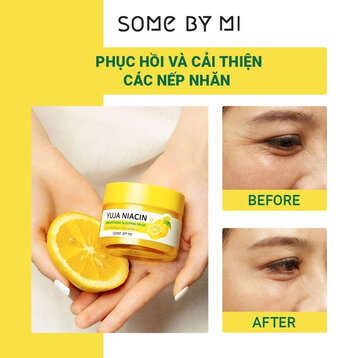 SOME BY MI
PHỤC HỒI VÀ CẢI THIỆN
CÁC NẾP NHĂN
YUJA NIACIN
BRIGHTENING SLEEPING MASK
SOME BY MI
BEFORE
AFTER